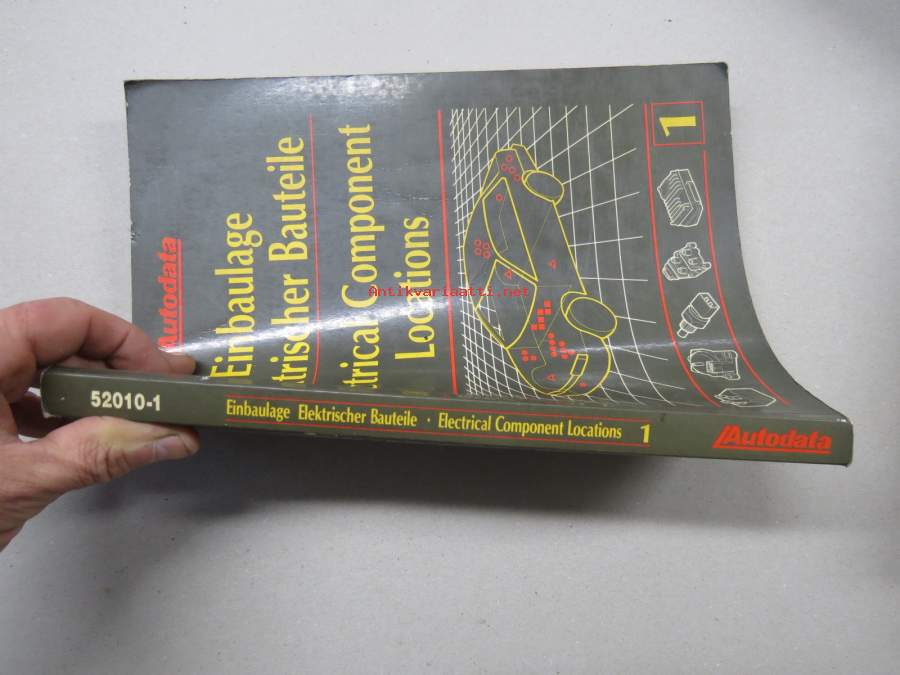 Autodata
Einbaulage
trischer Bauteile
trical Component
Locations
1
Antikvariaatti.net
52010-1
Einbaulage Elektrischer Bauteile · Electrical Component Locations 1
Autodata